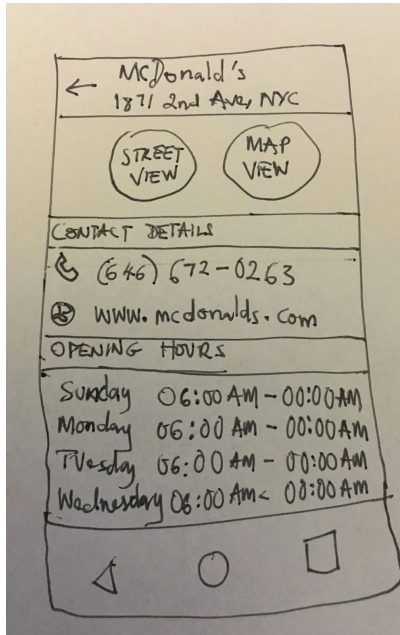 McDonald's
1871 2nd Ave, NYC
STREET VIEW
MAP VIEW
CONTACT DETAILS
(646) 672-0263
www.mcdonalds.com
OPENING HOURS
Sunday 06:00 AM - 00:00 AM
Monday 06:00 AM - 00:00 AM
Tuesday 06:00 AM - 00:00 AM
Wednesday 06:00 AM - 00:00 AM